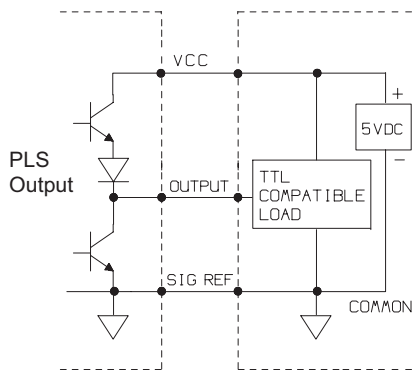 VCC
+
5VDC
−
PLS
Output
OUTPUT
TTL
COMPATIBLE
LOAD
SIG REF
COMMON